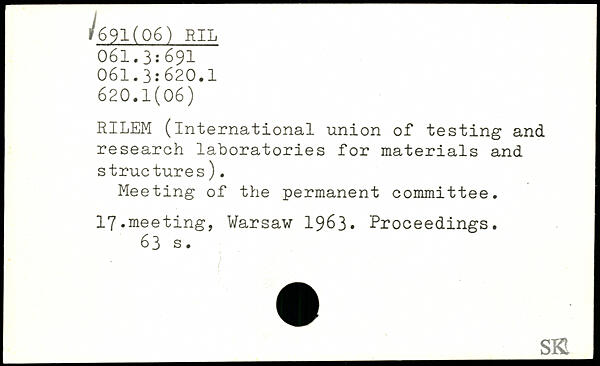 691(06) RIL
061.3:691
061.3:620.1
620.1(06)
RILEM (International union of testing and
research laboratories for materials and
structures).
Meeting of the permanent committee.
17.meeting, Warsaw 1963. Proceedings.
63 s.
SK